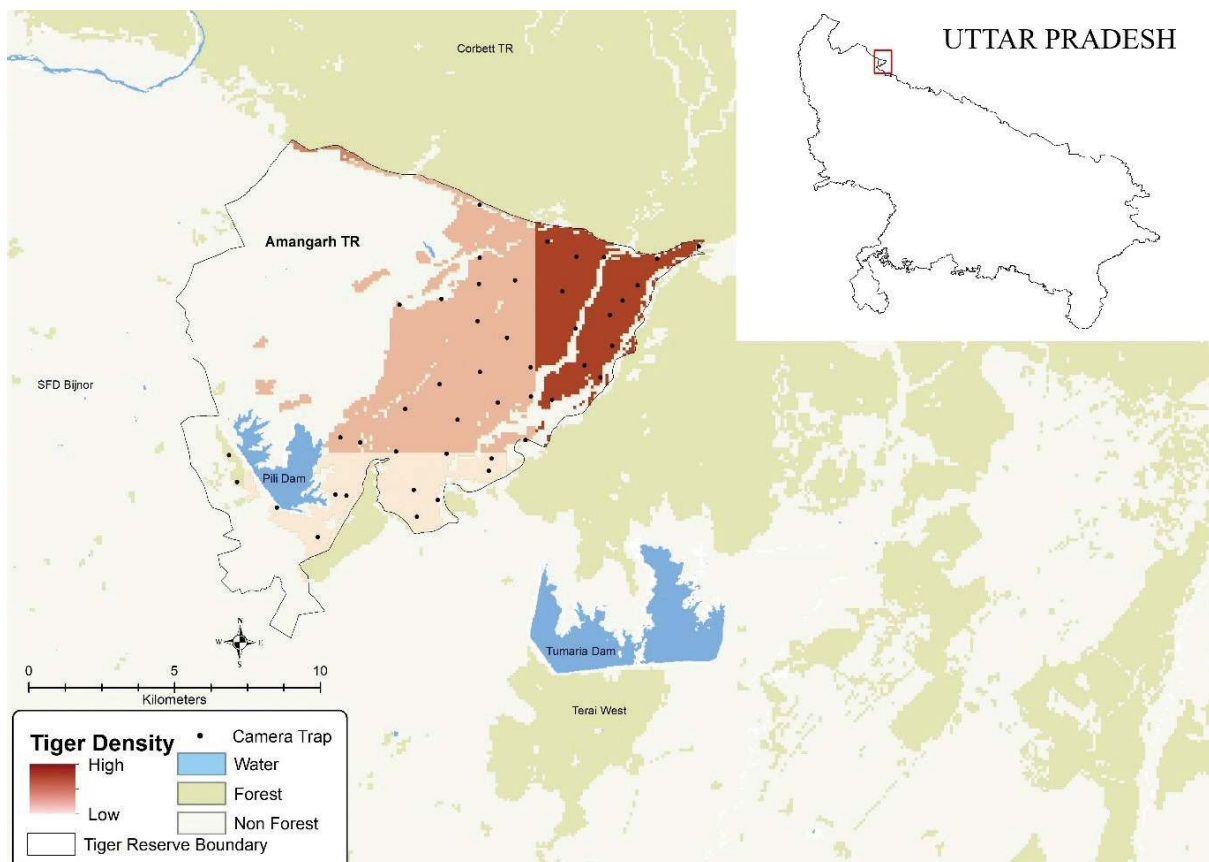 Corbett TR
UTTAR PRADESH
Amangarh TR
SFD Bijnor
Pili Dam
N
W E
S
Tumaria Dam
0 5 10
Kilometers
Terai West
Tiger Density
High
Low
Camera Trap
Water
Forest
Non Forest
Tiger Reserve Boundary